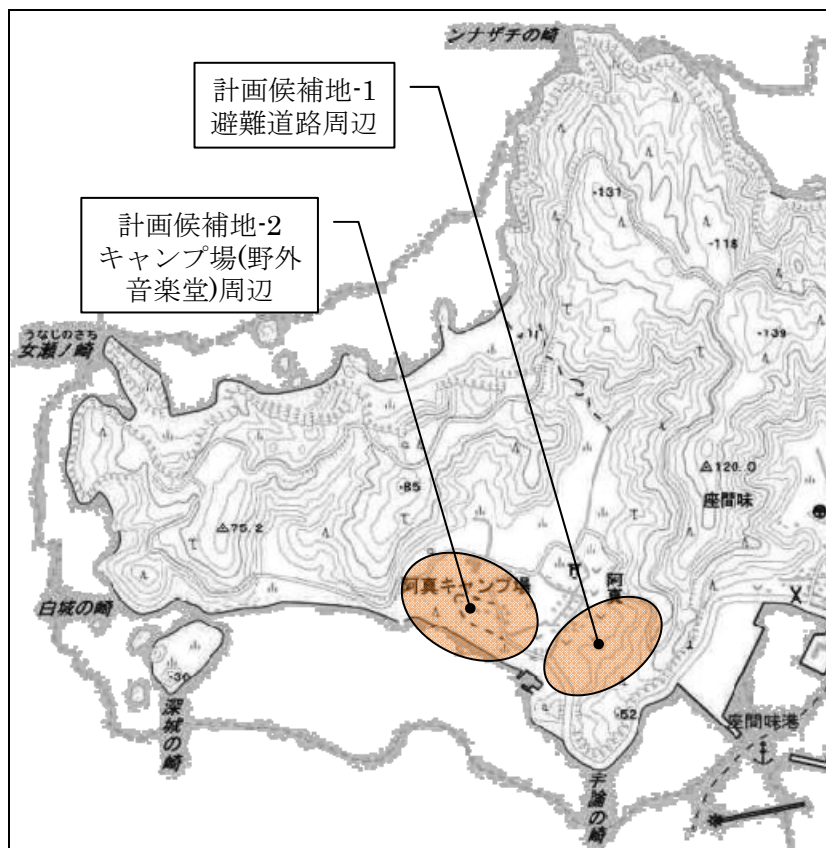 ンナザチの崎
計画候補地-1
避難道路周辺
計画候補地-2
キャンプ場(野外
音楽堂)周辺
-131
-118
-139
うなじのさち
女瀬ノ崎
120.0
座間味
-85
75.2
阿真キャンプ場
阿真
白城の崎
-30
深城の崎
-52
座間味港